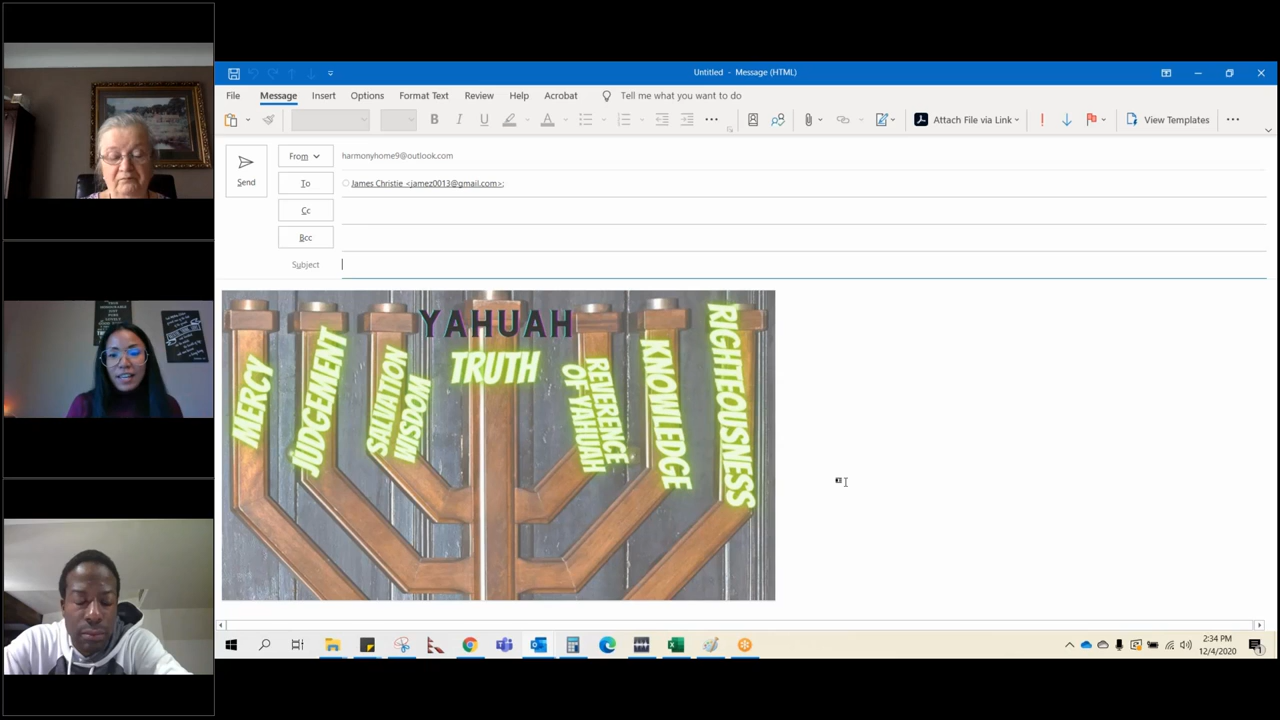 Untitled - Message (HTML)
File Message Insert Options Format Text Review Help Acrobat Tell me what you want to do
B I U A Attach File via Link View Templates
Send
From harmonyhome9@outlook.com
To James Christie <jamez0013@gmail.com>;
Cc
Bcc
Subject
YAHUAH
TRUTH
MERCY
JUDGEMENT
SALVATION
WISDOM
REVERENCE
OF YAHUAH
KNOWLEDGE
RIGHTEOUSNESS
2:34 PM
12/4/2020